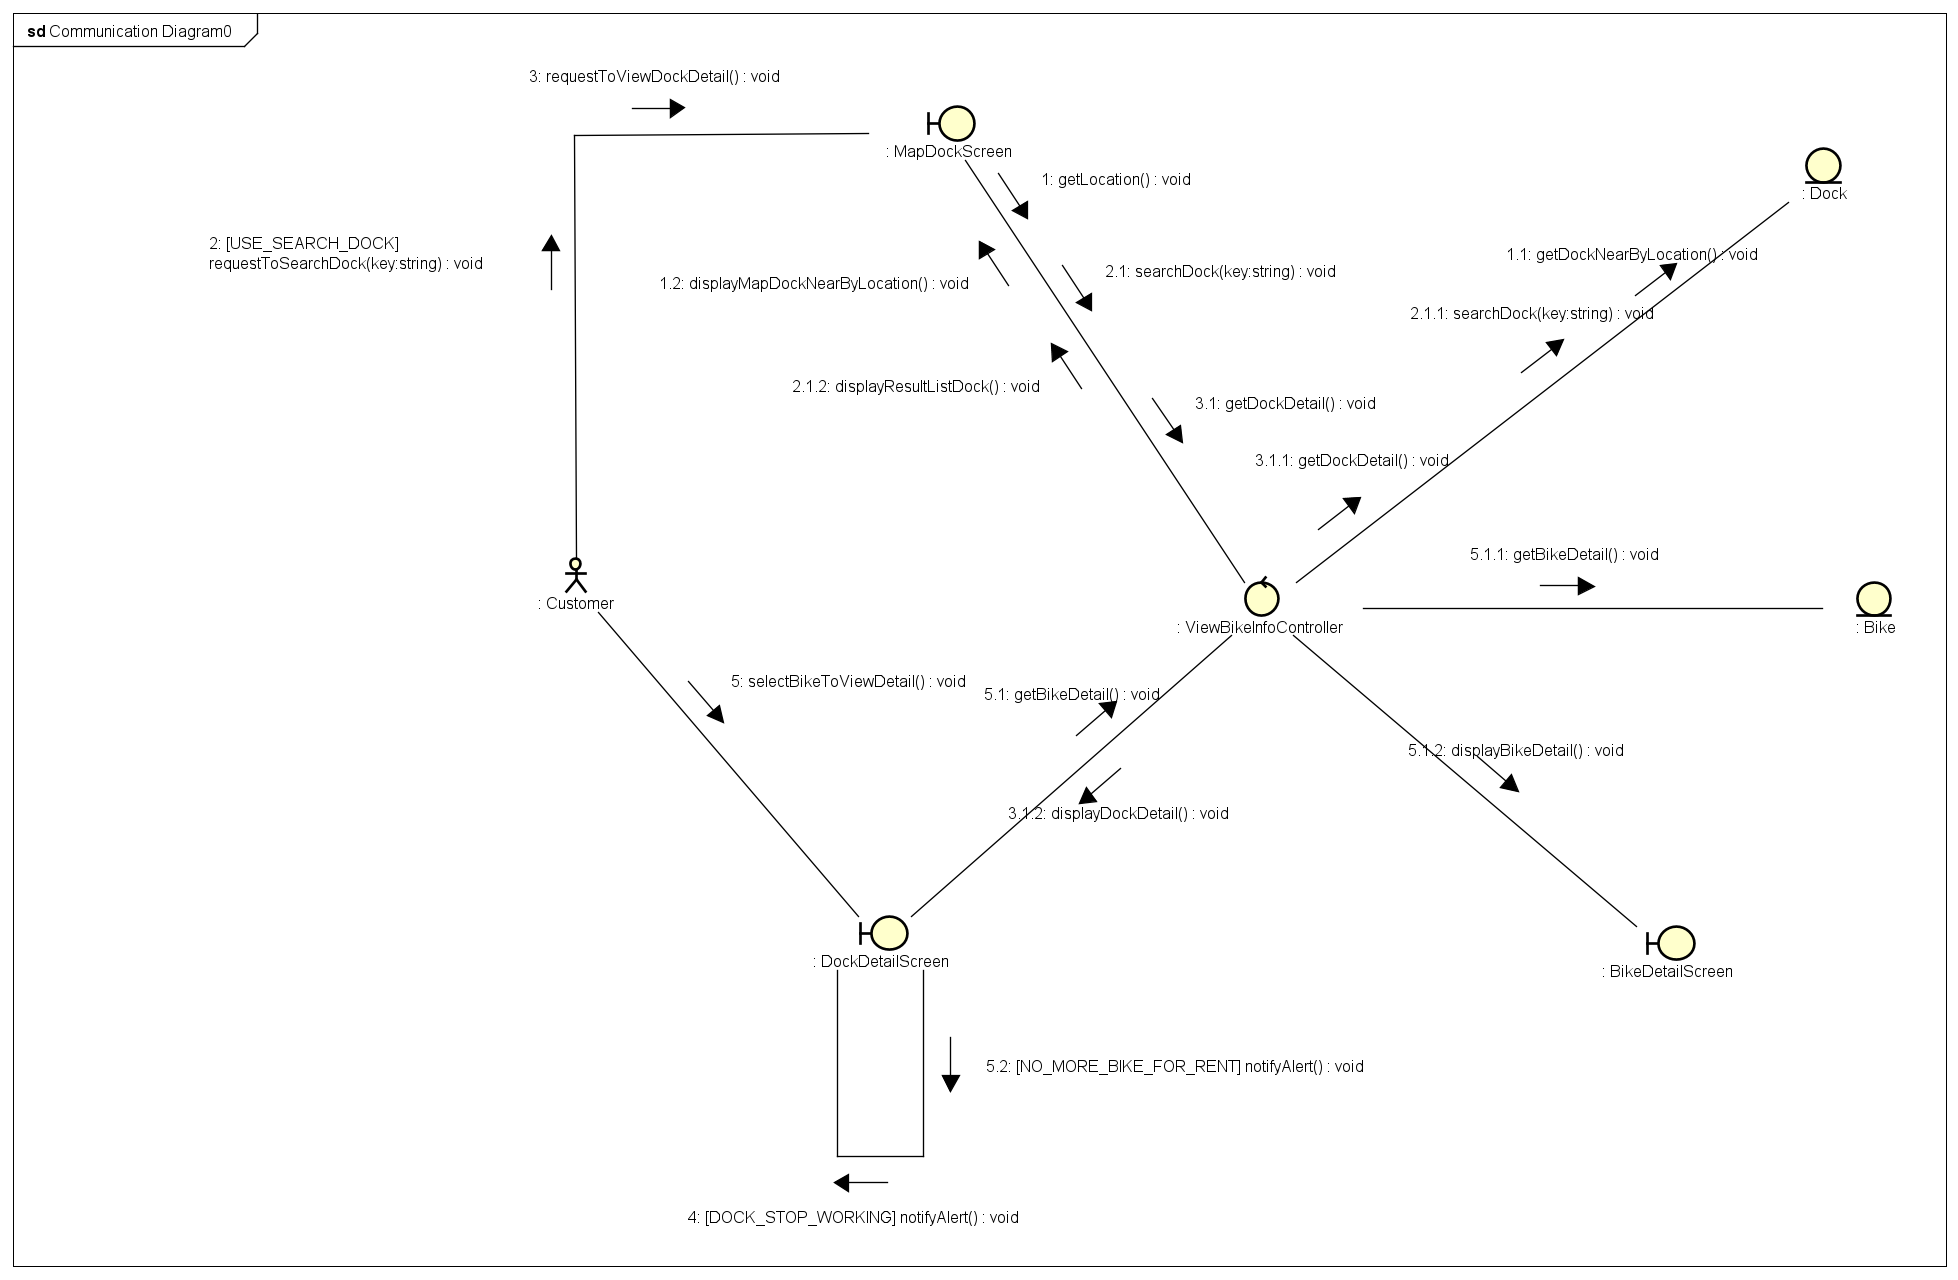 sd Communication Diagram0
3: requestToViewDockDetail() : void
: MapDockScreen
1: getLocation() : void
: Dock
2: [USE_SEARCH_DOCK]
requestToSearchDock(key:string) : void
1.1: getDockNearByLocation() : void
2.1: searchDock(key:string) : void
1.2: displayMapDockNearByLocation() : void
2.1.1: searchDock(key:string) : void
2.1.2: displayResultListDock() : void
3.1: getDockDetail() : void
3.1.1: getDockDetail() : void
5.1.1: getBikeDetail() : void
: Customer
: ViewBikeInfoController
: Bike
5: selectBikeToViewDetail() : void
5.1: getBikeDetail() : void
5.1.2: displayBikeDetail() : void
3.1.2: displayDockDetail() : void
: DockDetailScreen
: BikeDetailScreen
5.2: [NO_MORE_BIKE_FOR_RENT] notifyAlert() : void
4: [DOCK_STOP_WORKING] notifyAlert() : void